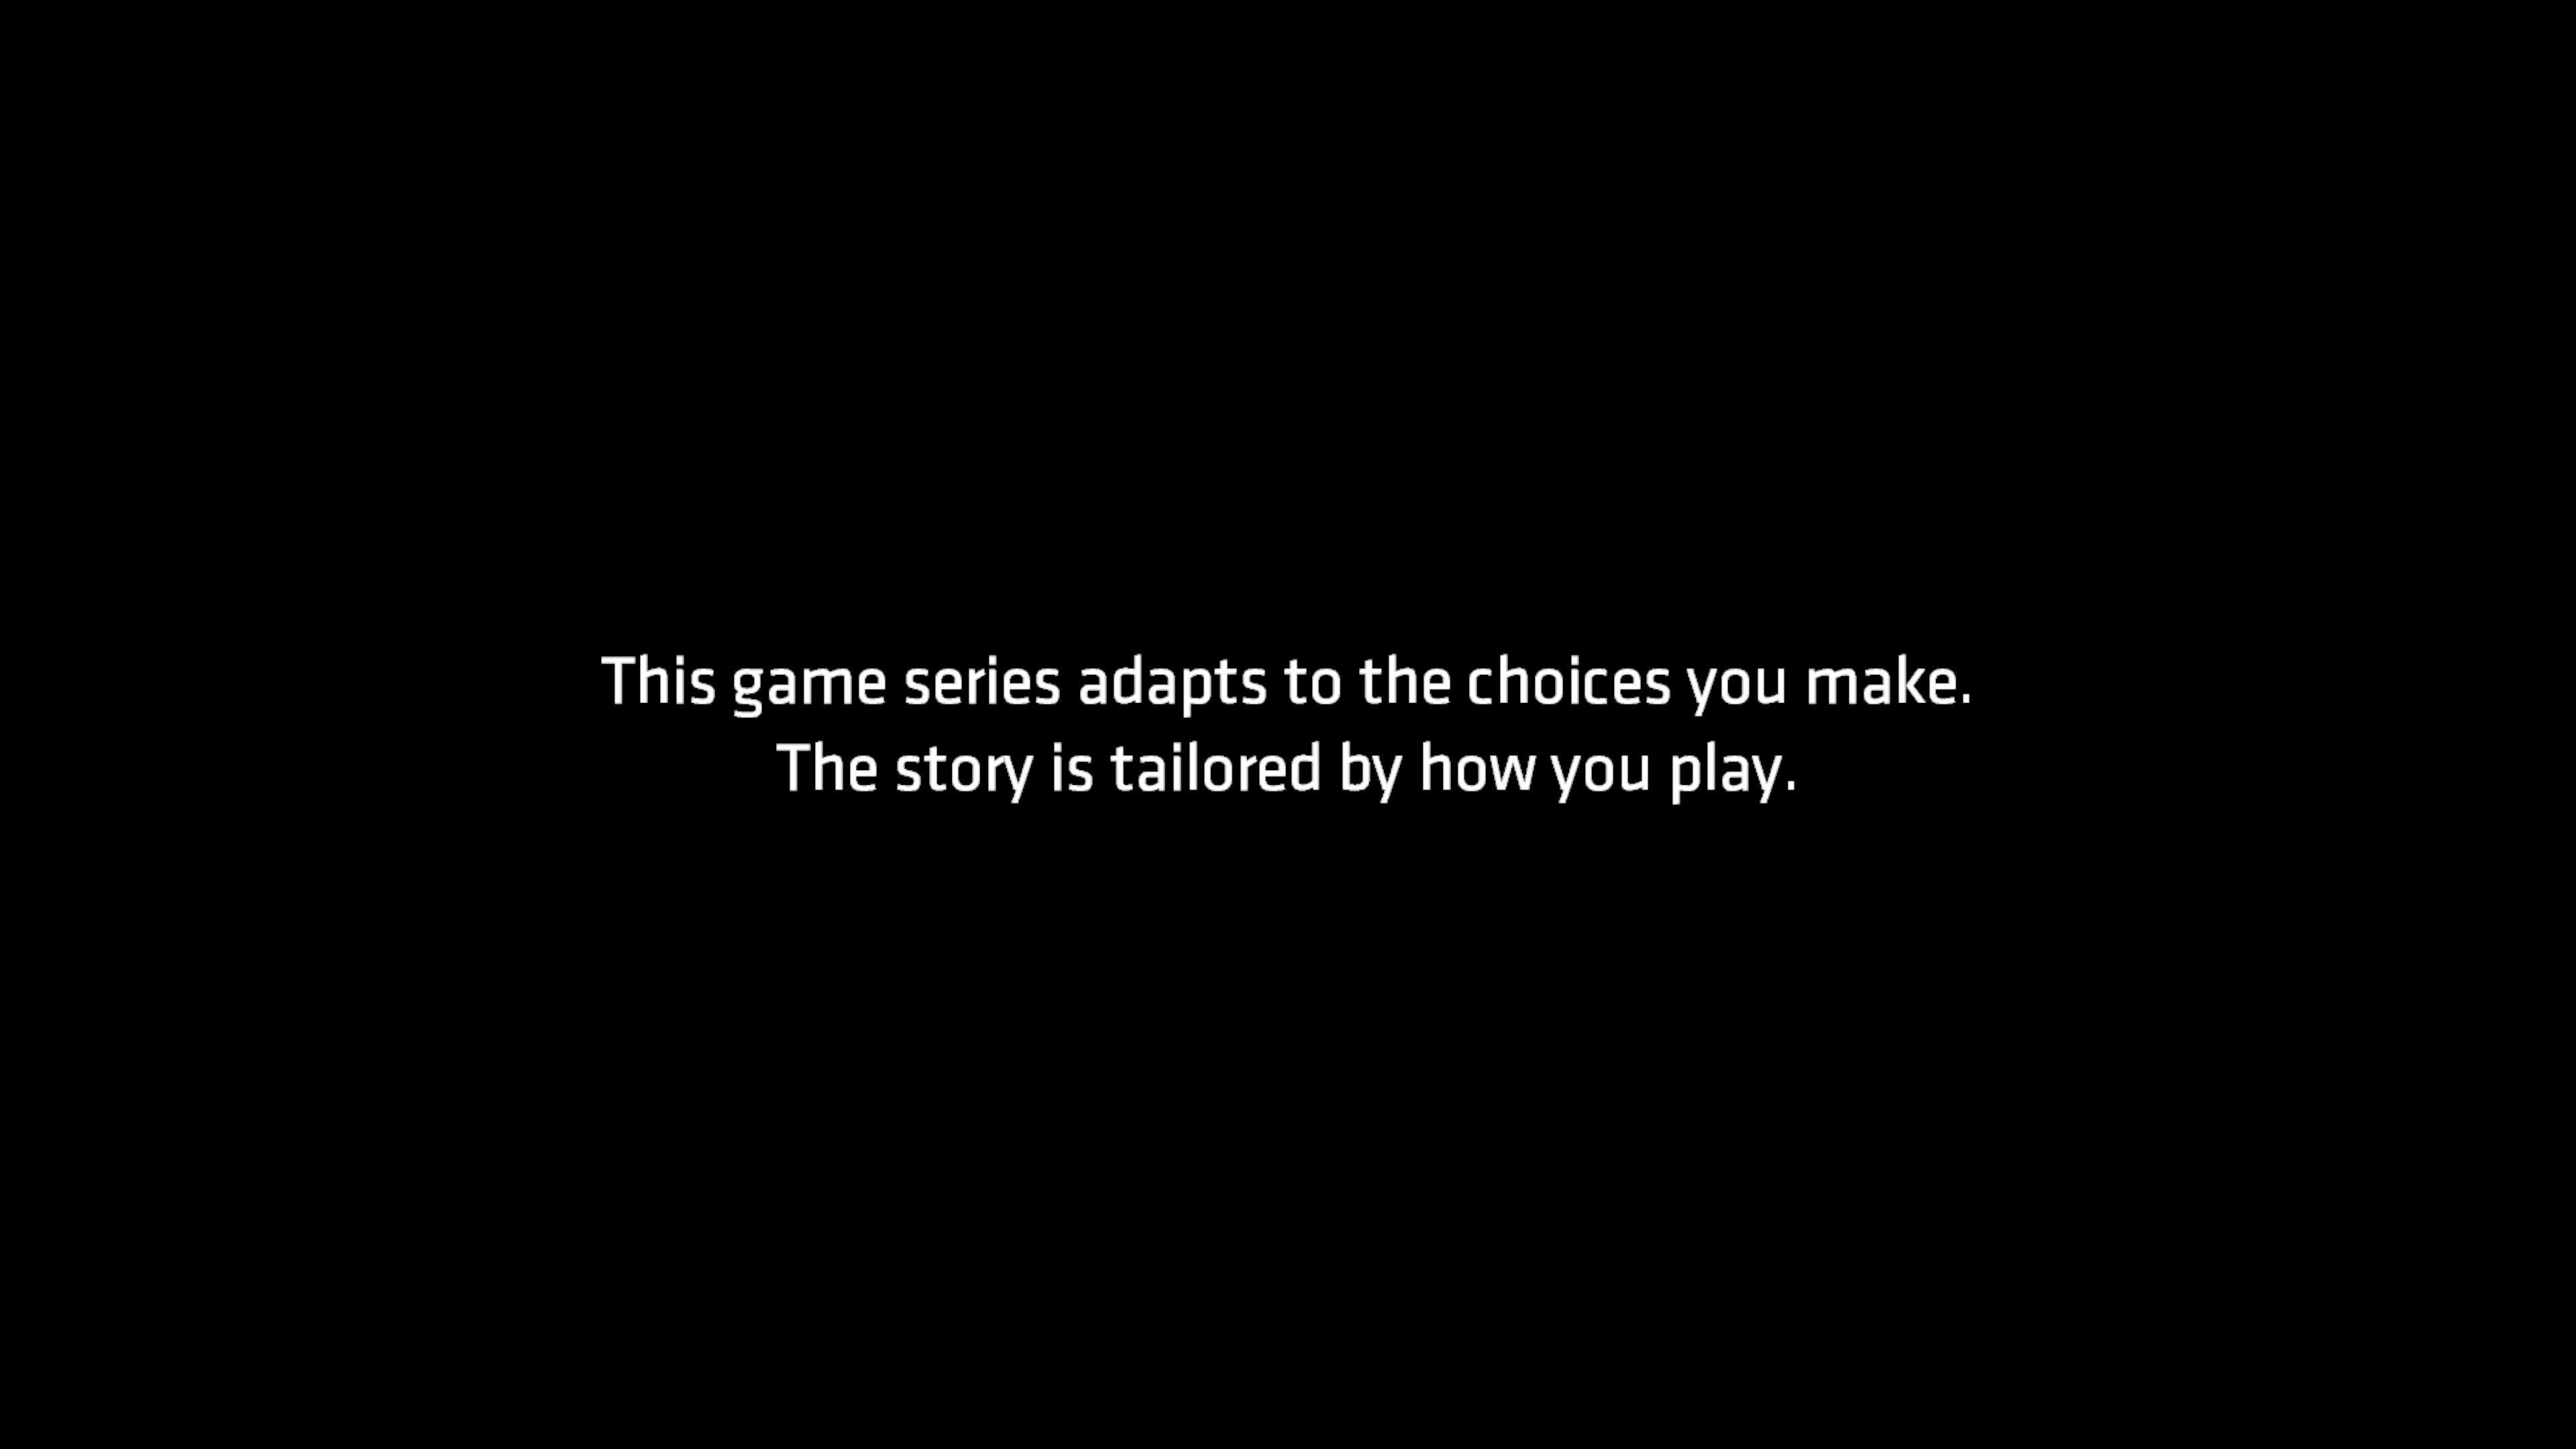 This game series adapts to the choices you make.
The story is tailored by how you play.